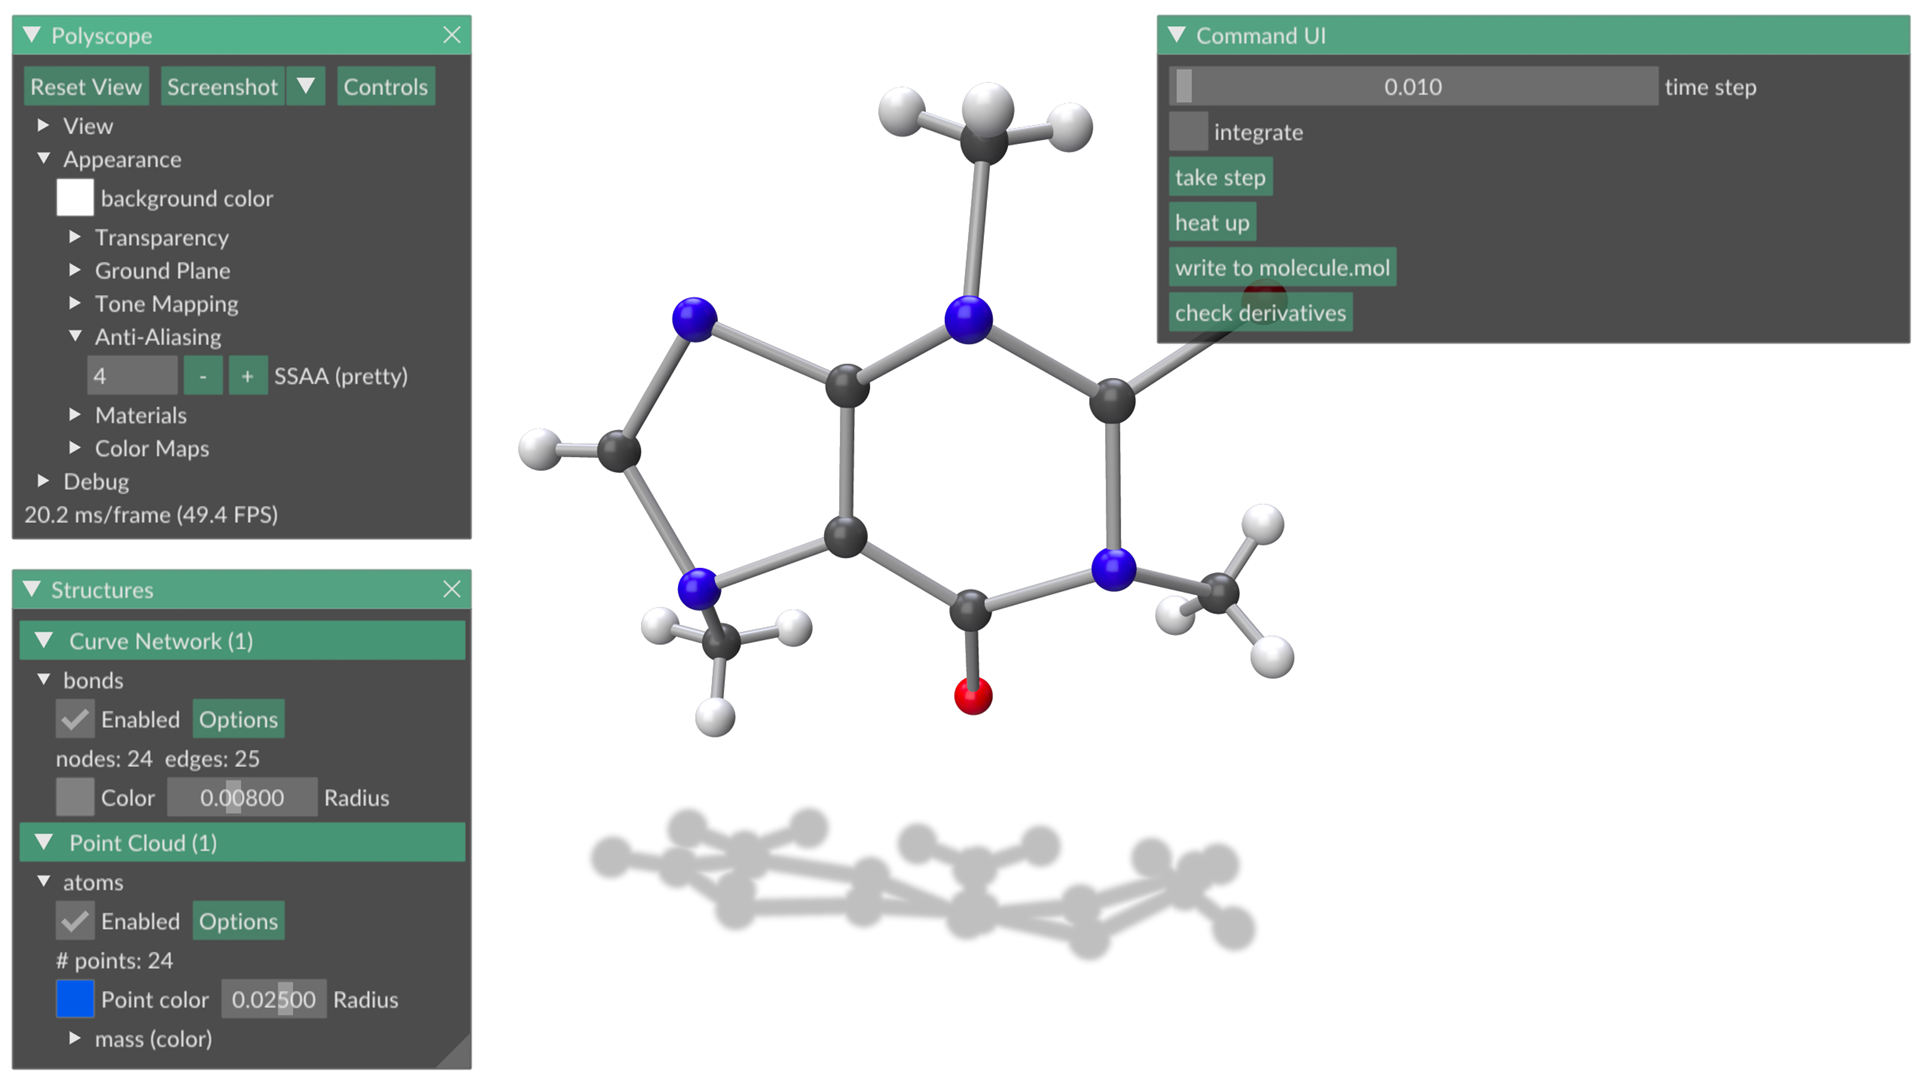 Polyscope
Reset View Screenshot Controls
View
Appearance
background color
Transparency
Ground Plane
Tone Mapping
Anti-Aliasing
4 - + SSAA (pretty)
Materials
Color Maps
Debug
20.2 ms/frame (49.4 FPS)
Structures
Curve Network (1)
bonds
Enabled Options
nodes: 24 edges: 25
Color 0.00800 Radius
Point Cloud (1)
atoms
Enabled Options
# points: 24
Point color 0.02500 Radius
mass (color)
Command UI
0.010 time step
integrate
take step
heat up
write to molecule.mol
check derivatives